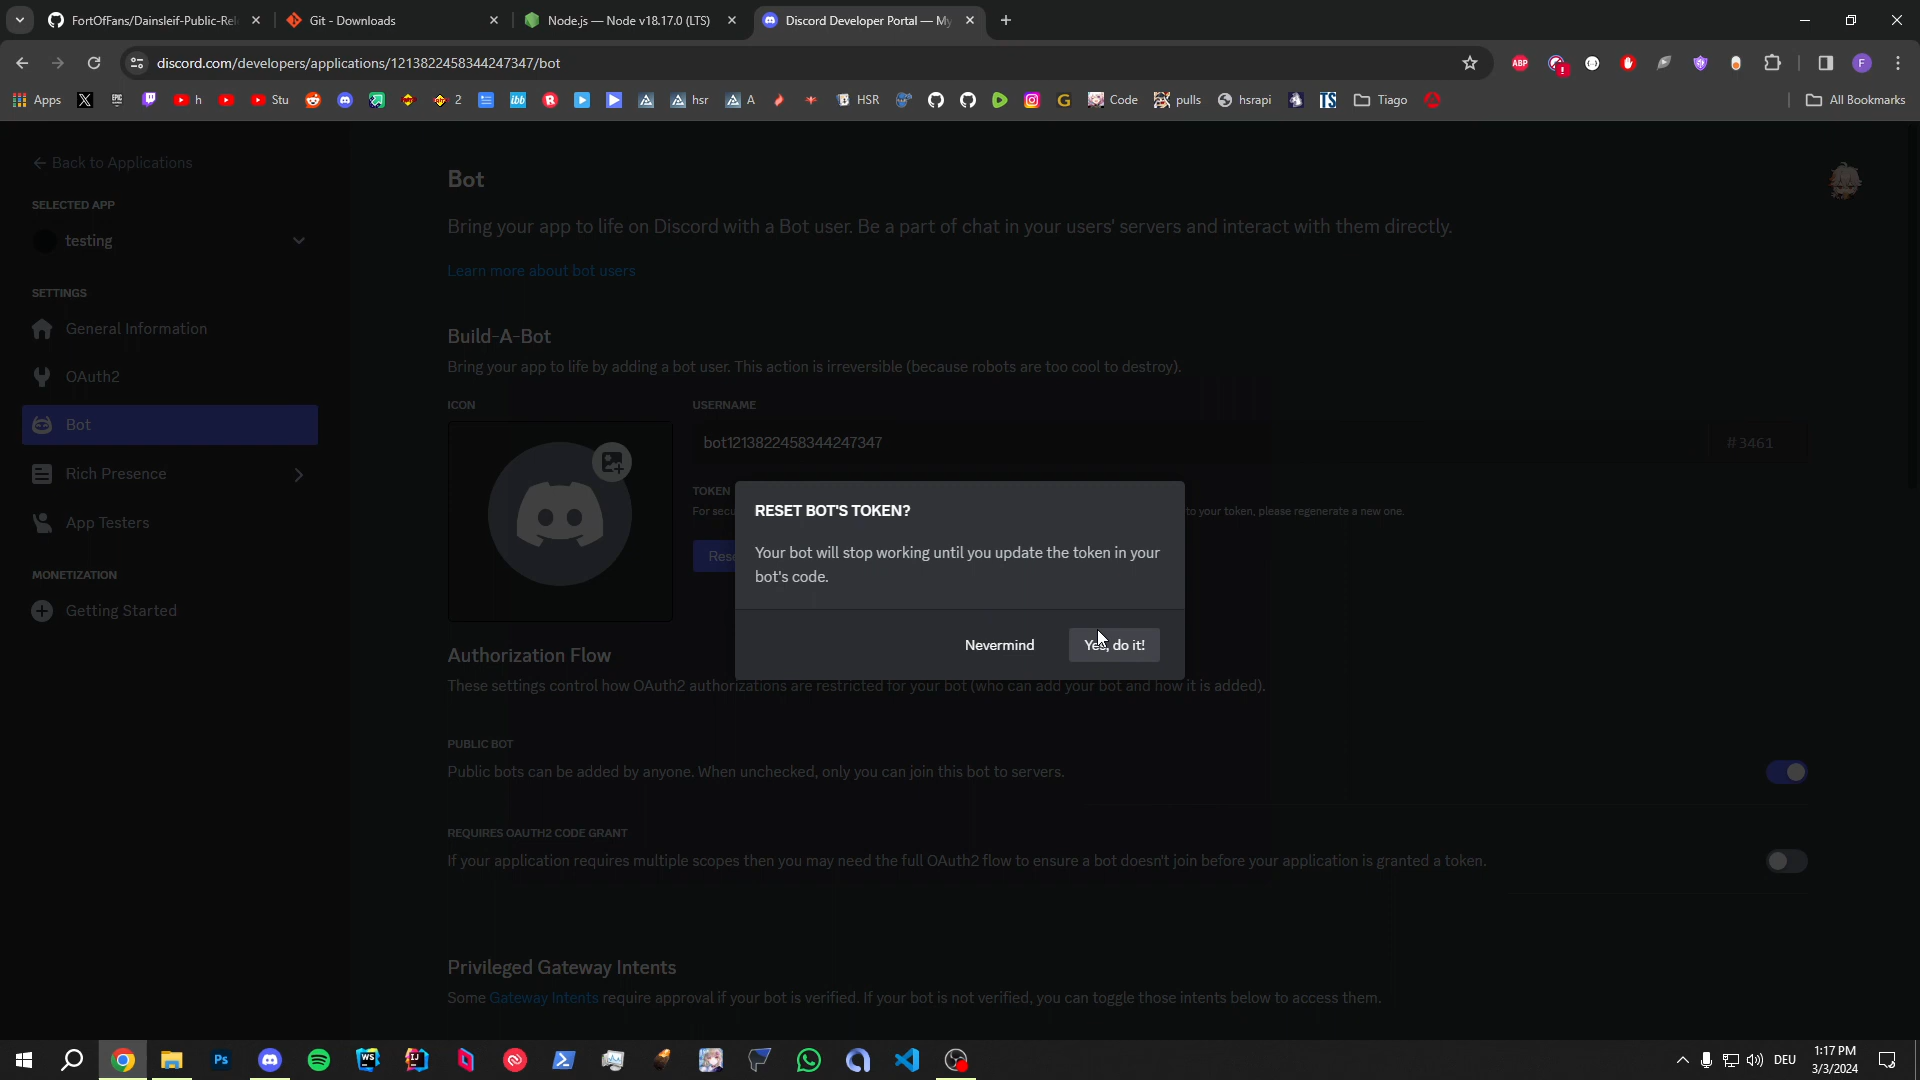 FortOfFans/Dainsleif-Public-Rel
Git - Downloads
Node.js — Node v18.17.0 (LTS)
Discord Developer Portal — My
discord.com/developers/applications/1213822458344247347/bot
ABP
F
Apps
h
Stu
2
ibb
hsr
A
HSR
G
Code
pulls
hsrapi
TS
Tiago
All Bookmarks
Back to Applications
SELECTED APP
testing
SETTINGS
General Information
OAuth2
Bot
Rich Presence
App Testers
MONETIZATION
Getting Started
Bot
Bring your app to life on Discord with a Bot user. Be a part of chat in your users' servers and interact with them directly.
Learn more about bot users
Build-A-Bot
Bring your app to life by adding a bot user. This action is irreversible (because robots are too cool to destroy).
ICON
USERNAME
bot1213822458344247347
#3461
TOKEN
For secu
to your token, please regenerate a new one.
Rese
RESET BOT'S TOKEN?
Your bot will stop working until you update the token in your
bot's code.
Nevermind
Yes, do it!
Authorization Flow
These settings control how OAuth2 authorizations are restricted for your bot (who can add your bot and how it is added).
PUBLIC BOT
Public bots can be added by anyone. When unchecked, only you can join this bot to servers.
REQUIRES OAUTH2 CODE GRANT
If your application requires multiple scopes then you may need the full OAuth2 flow to ensure a bot doesn't join before your application is granted a token.
Privileged Gateway Intents
Some Gateway Intents require approval if your bot is verified. If your bot is not verified, you can toggle those intents below to access them.
Ps
WS
IJ
DEU
1:17 PM
3/3/2024